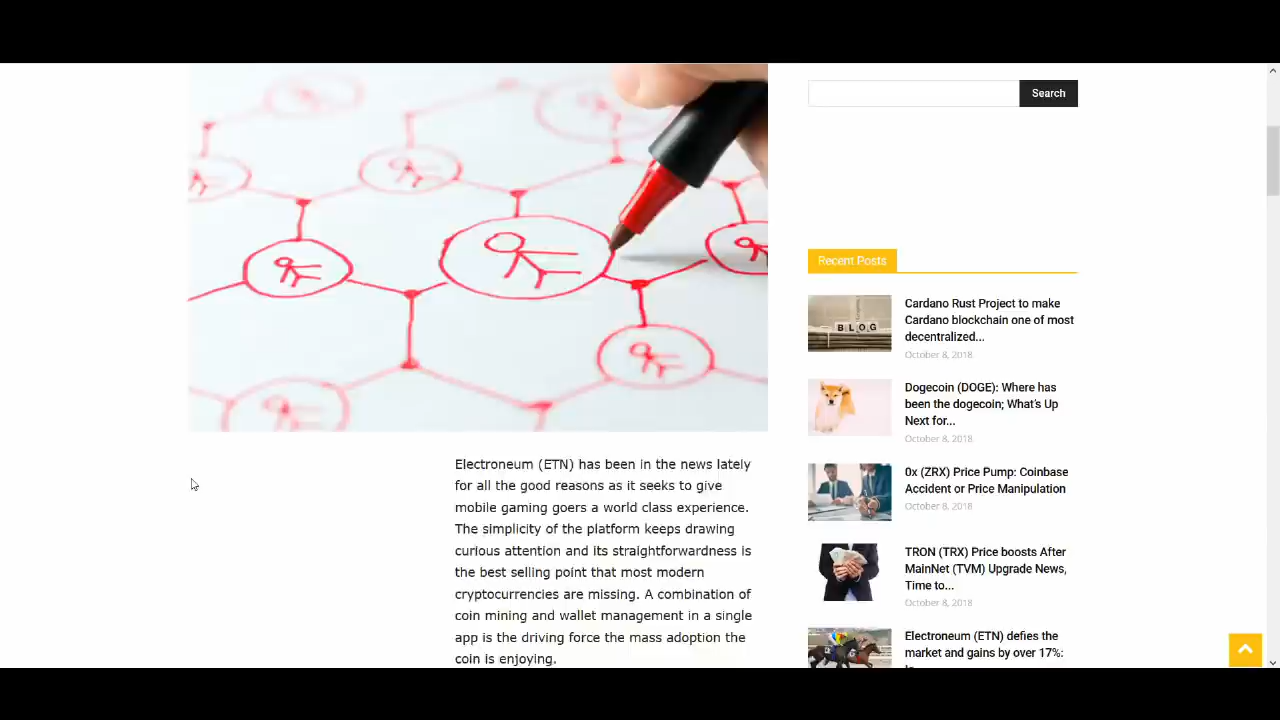 Search
Recent Posts
Cardano Rust Project to make
Cardano blockchain one of most
decentralized...
October 8, 2018
Dogecoin (DOGE): Where has
been the dogecoin; What's Up
Next for...
October 8, 2018
0x (ZRX) Price Pump: Coinbase
Accident or Price Manipulation
October 8, 2018
TRON (TRX) Price boosts After
MainNet (TVM) Upgrade News,
Time to...
October 8, 2018
Electroneum (ETN) defies the
market and gains by over 17%:
BLOG
Electroneum (ETN) has been in the news lately
for all the good reasons as it seeks to give
mobile gaming goers a world class experience.
The simplicity of the platform keeps drawing
curious attention and its straightforwardness is
the best selling point that most modern
cryptocurrencies are missing. A combination of
coin mining and wallet management in a single
app is the driving force the mass adoption the
coin is enjoying.